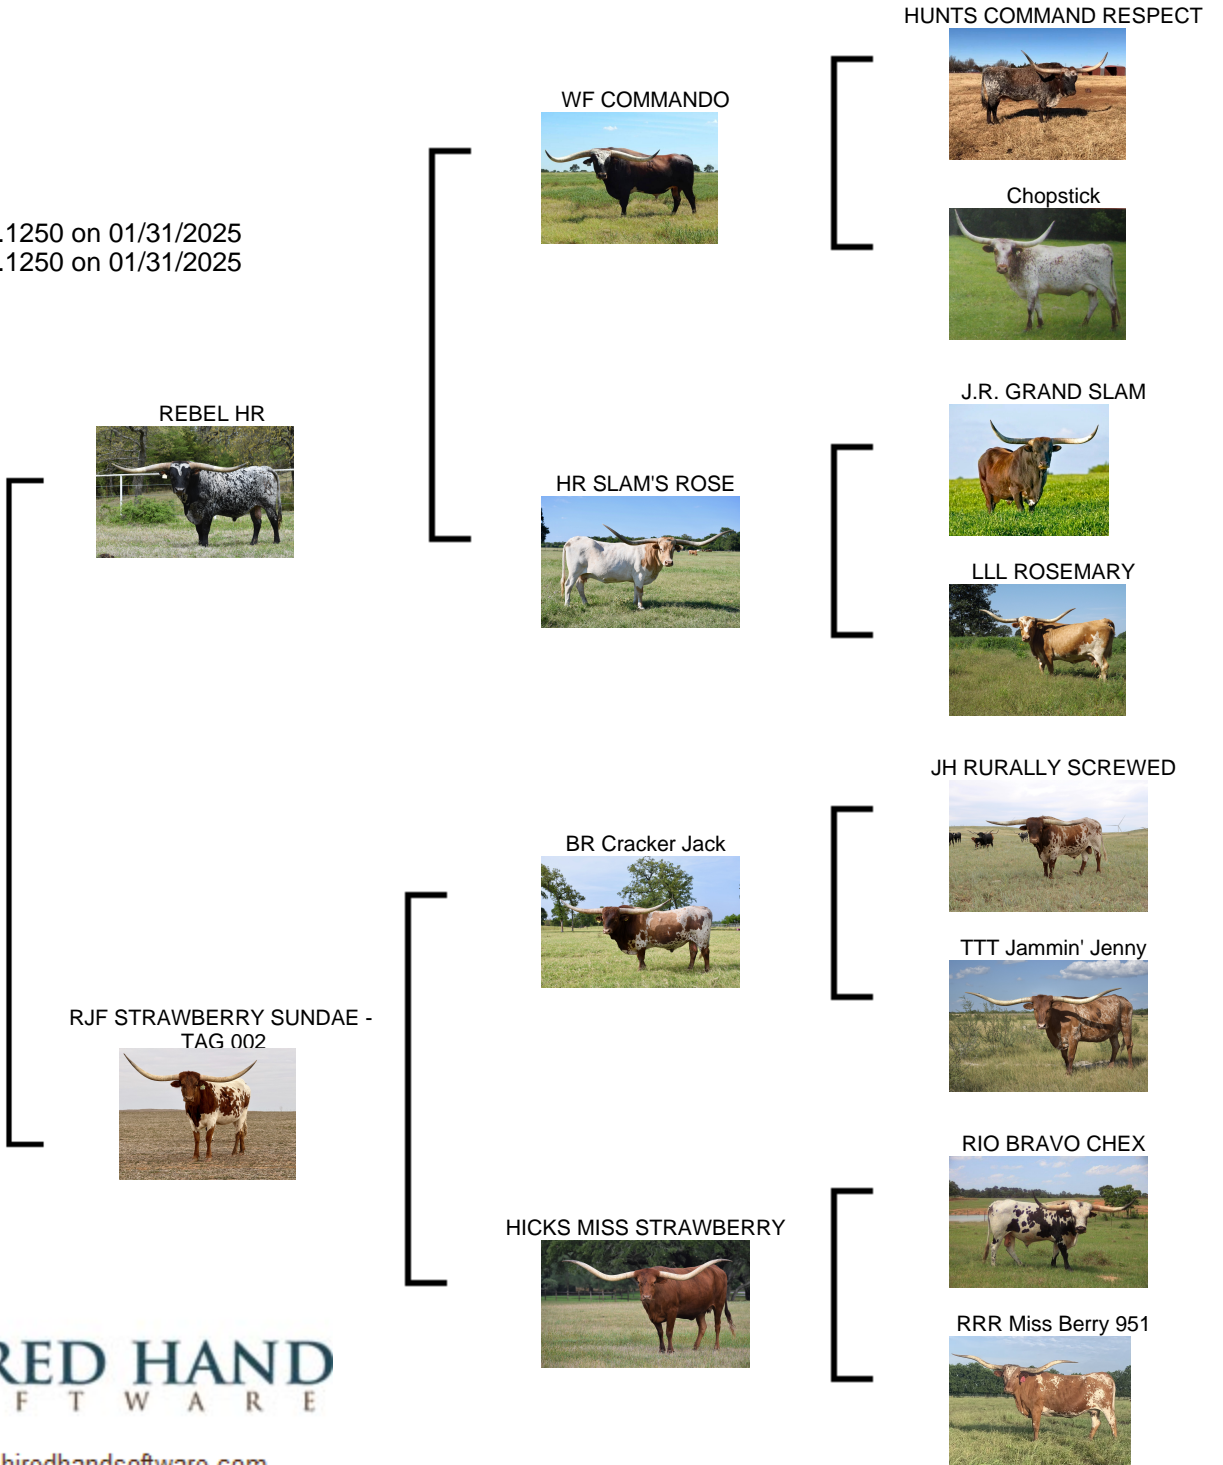 HUNTS COMMAND RESPECT
WF COMMANDO
Chopstick
.1250 on 01/31/2025
.1250 on 01/31/2025
J.R. GRAND SLAM
REBEL HR
HR SLAM'S ROSE
LLL ROSEMARY
JH RURALLY SCREWED
BR Cracker Jack
TTT Jammin' Jenny
RJF STRAWBERRY SUNDAE -
TAG 002
RIO BRAVO CHEX
HICKS MISS STRAWBERRY
RRR Miss Berry 951
RED HAND
F T W A R E
hiredhandsoftware.com